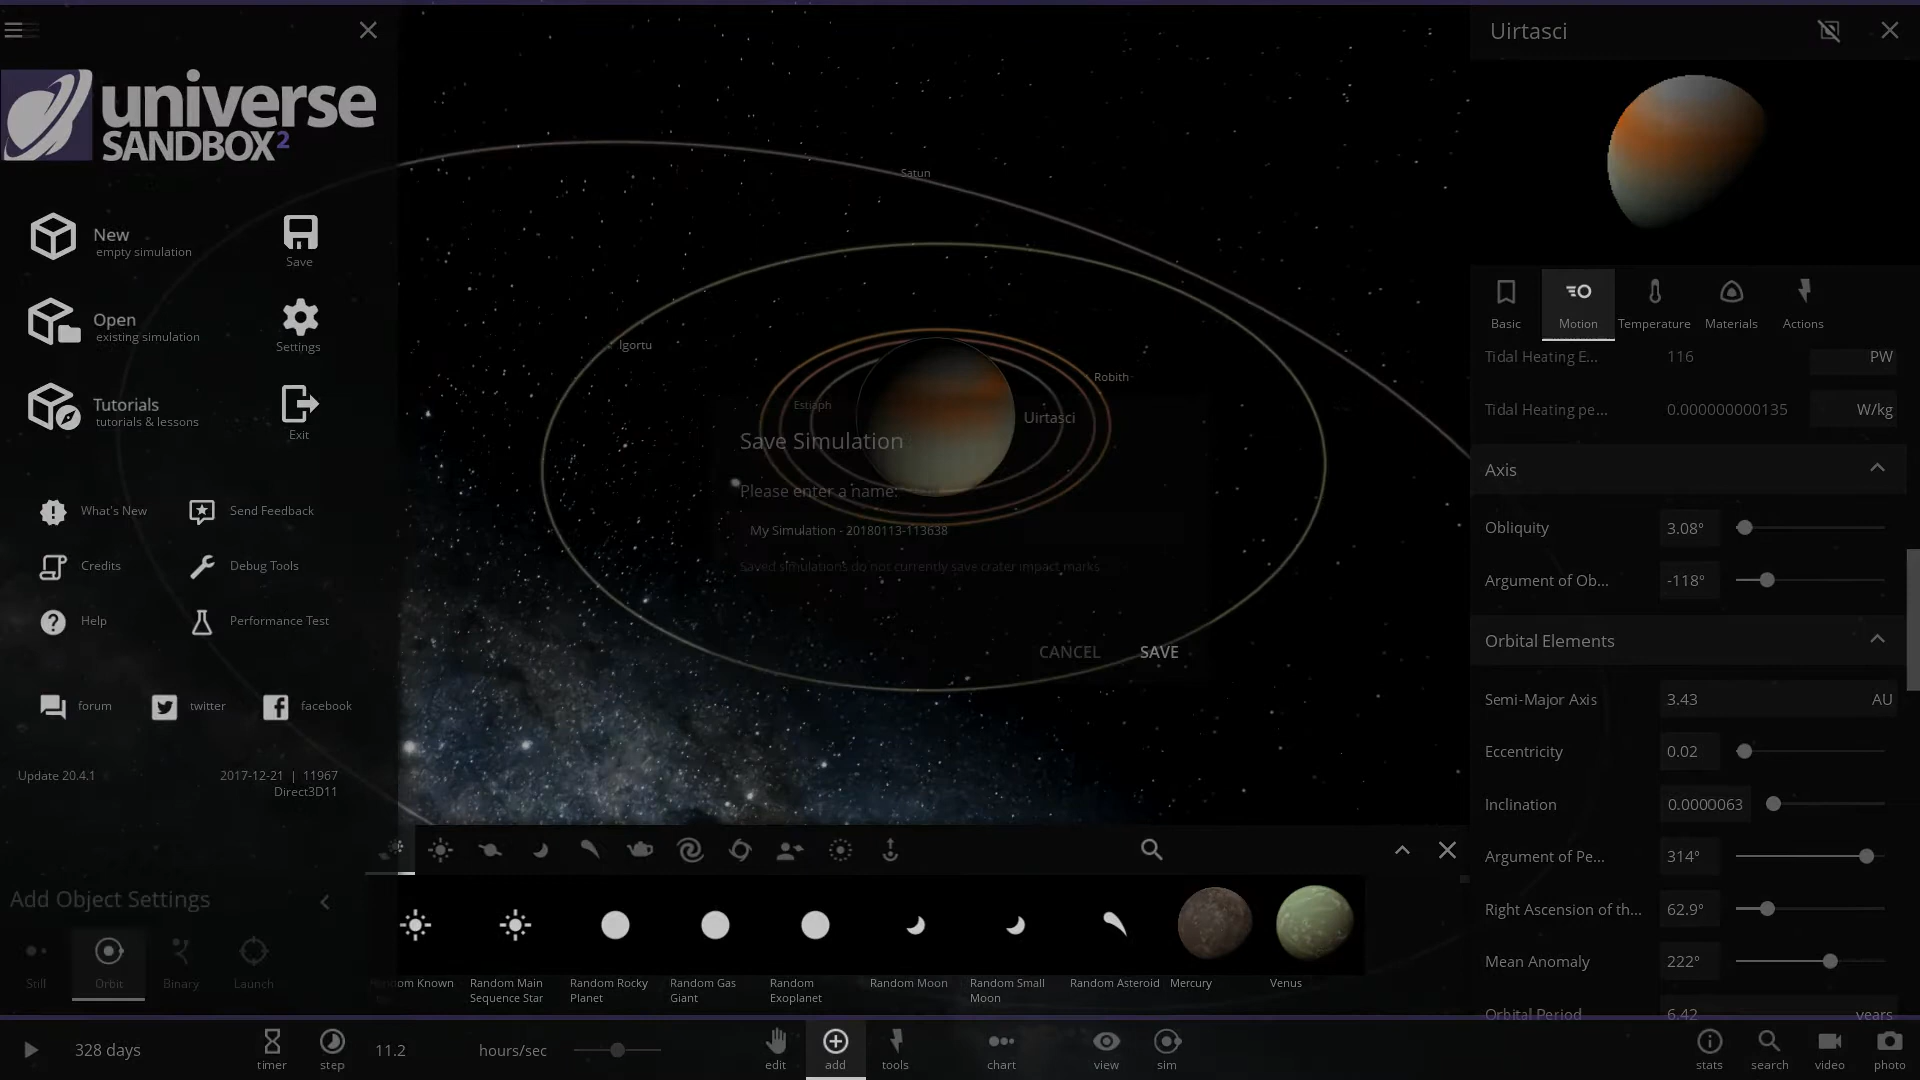 universe
SANDBOX²
New
empty simulation
Save
Open
existing simulation
Settings
Tutorials
tutorials & lessons
Exit
What's New
Send Feedback
Credits
Debug Tools
Help
Performance Test
forum
twitter
facebook
Update 20.4.1
2017-12-21 | 11967
Direct3D11
Add Object Settings
Still
Orbit
Binary
Launch
Satun
Igortu
Robith
Estiaph
Uirtasci
Save Simulation
Please enter a name:
My Simulation - 20180113-113638
Saved simulations do not currently save crater impact marks
CANCEL
SAVE
Random Known
Random Main Sequence Star
Random Rocky Planet
Random Gas Giant
Random Exoplanet
Random Moon
Random Small Moon
Random Asteroid
Mercury
Venus
Uirtasci
Basic
Motion
Temperature
Materials
Actions
Tidal Heating E... 116 PW
Tidal Heating pe... 0.000000000135 W/kg
Axis
Obliquity 3.08°
Argument of Ob... -118°
Orbital Elements
Semi-Major Axis 3.43 AU
Eccentricity 0.02
Inclination 0.0000063
Argument of Pe... 314°
Right Ascension of th... 62.9°
Mean Anomaly 222°
Orbital Period 6.42 years
328 days
timer
step
11.2
hours/sec
edit
add
tools
chart
view
sim
stats
search
video
photo